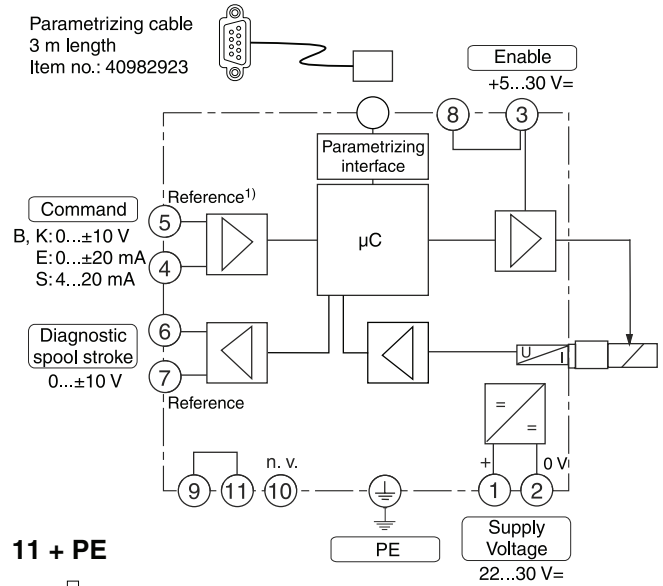 Parametrizing cable
3 m length
Item no.: 40982923
Enable
+5...30 V=
8
3
Parametrizing
interface
Reference¹⁾
Command
5
B, K: 0...±10 V
E: 0...±20 mA
S: 4...20 mA
4
µC
6
Diagnostic
spool stroke
0...±10 V
7
Reference
U
I
=
=
+
0 V
n. v.
9
11
10
1
2
PE
Supply
Voltage
22...30 V=
11 + PE